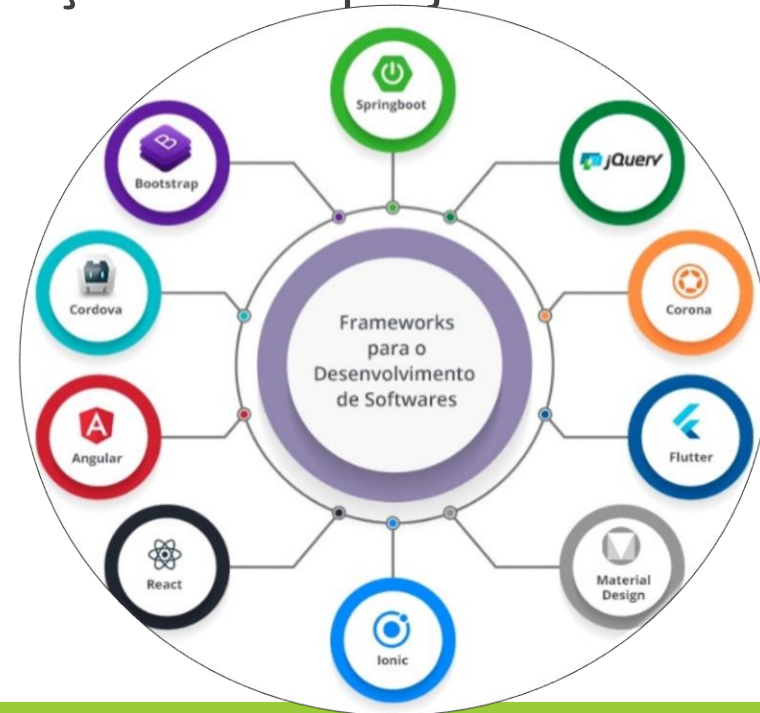 Springboot
Bootstrap
jQuery
Cordova
Corona
Frameworks
para o
Desenvolvimento
de Softwares
Angular
Flutter
React
Material
Design
Ionic